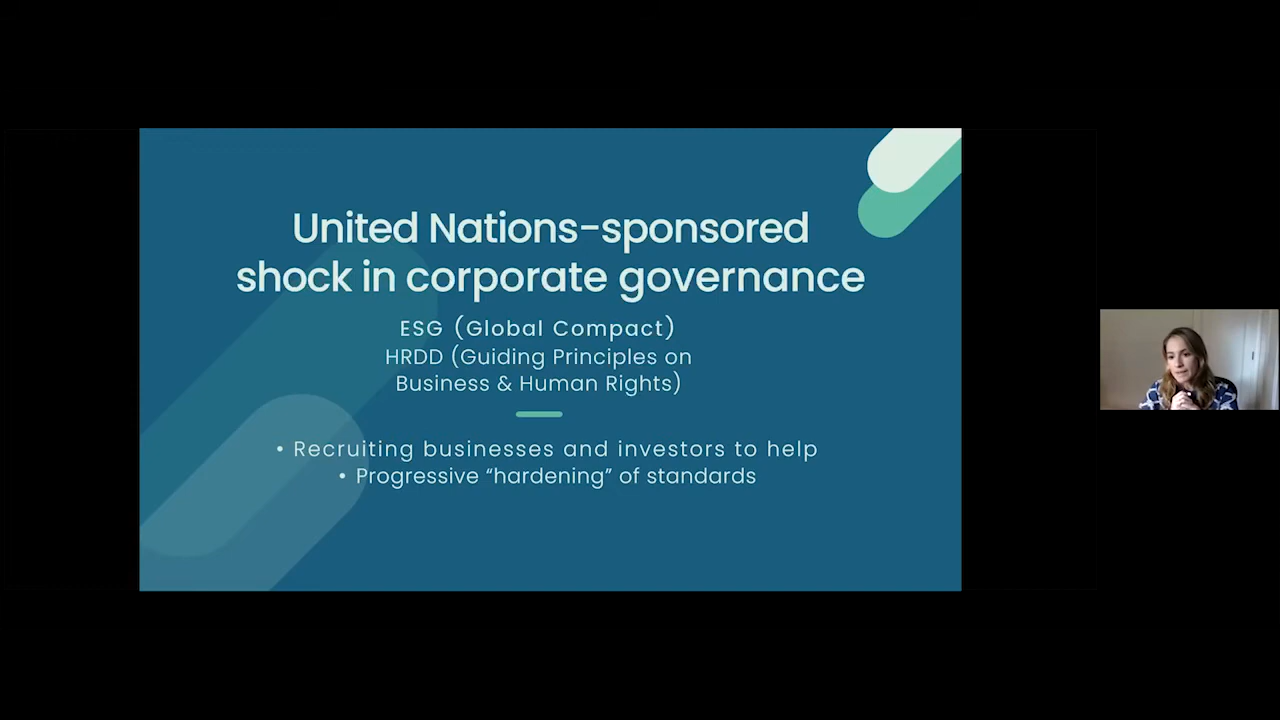 United Nations-sponsored
shock in corporate governance
ESG (Global Compact)
HRDD (Guiding Principles on
Business & Human Rights)
• Recruiting businesses and investors to help
• Progressive “hardening” of standards